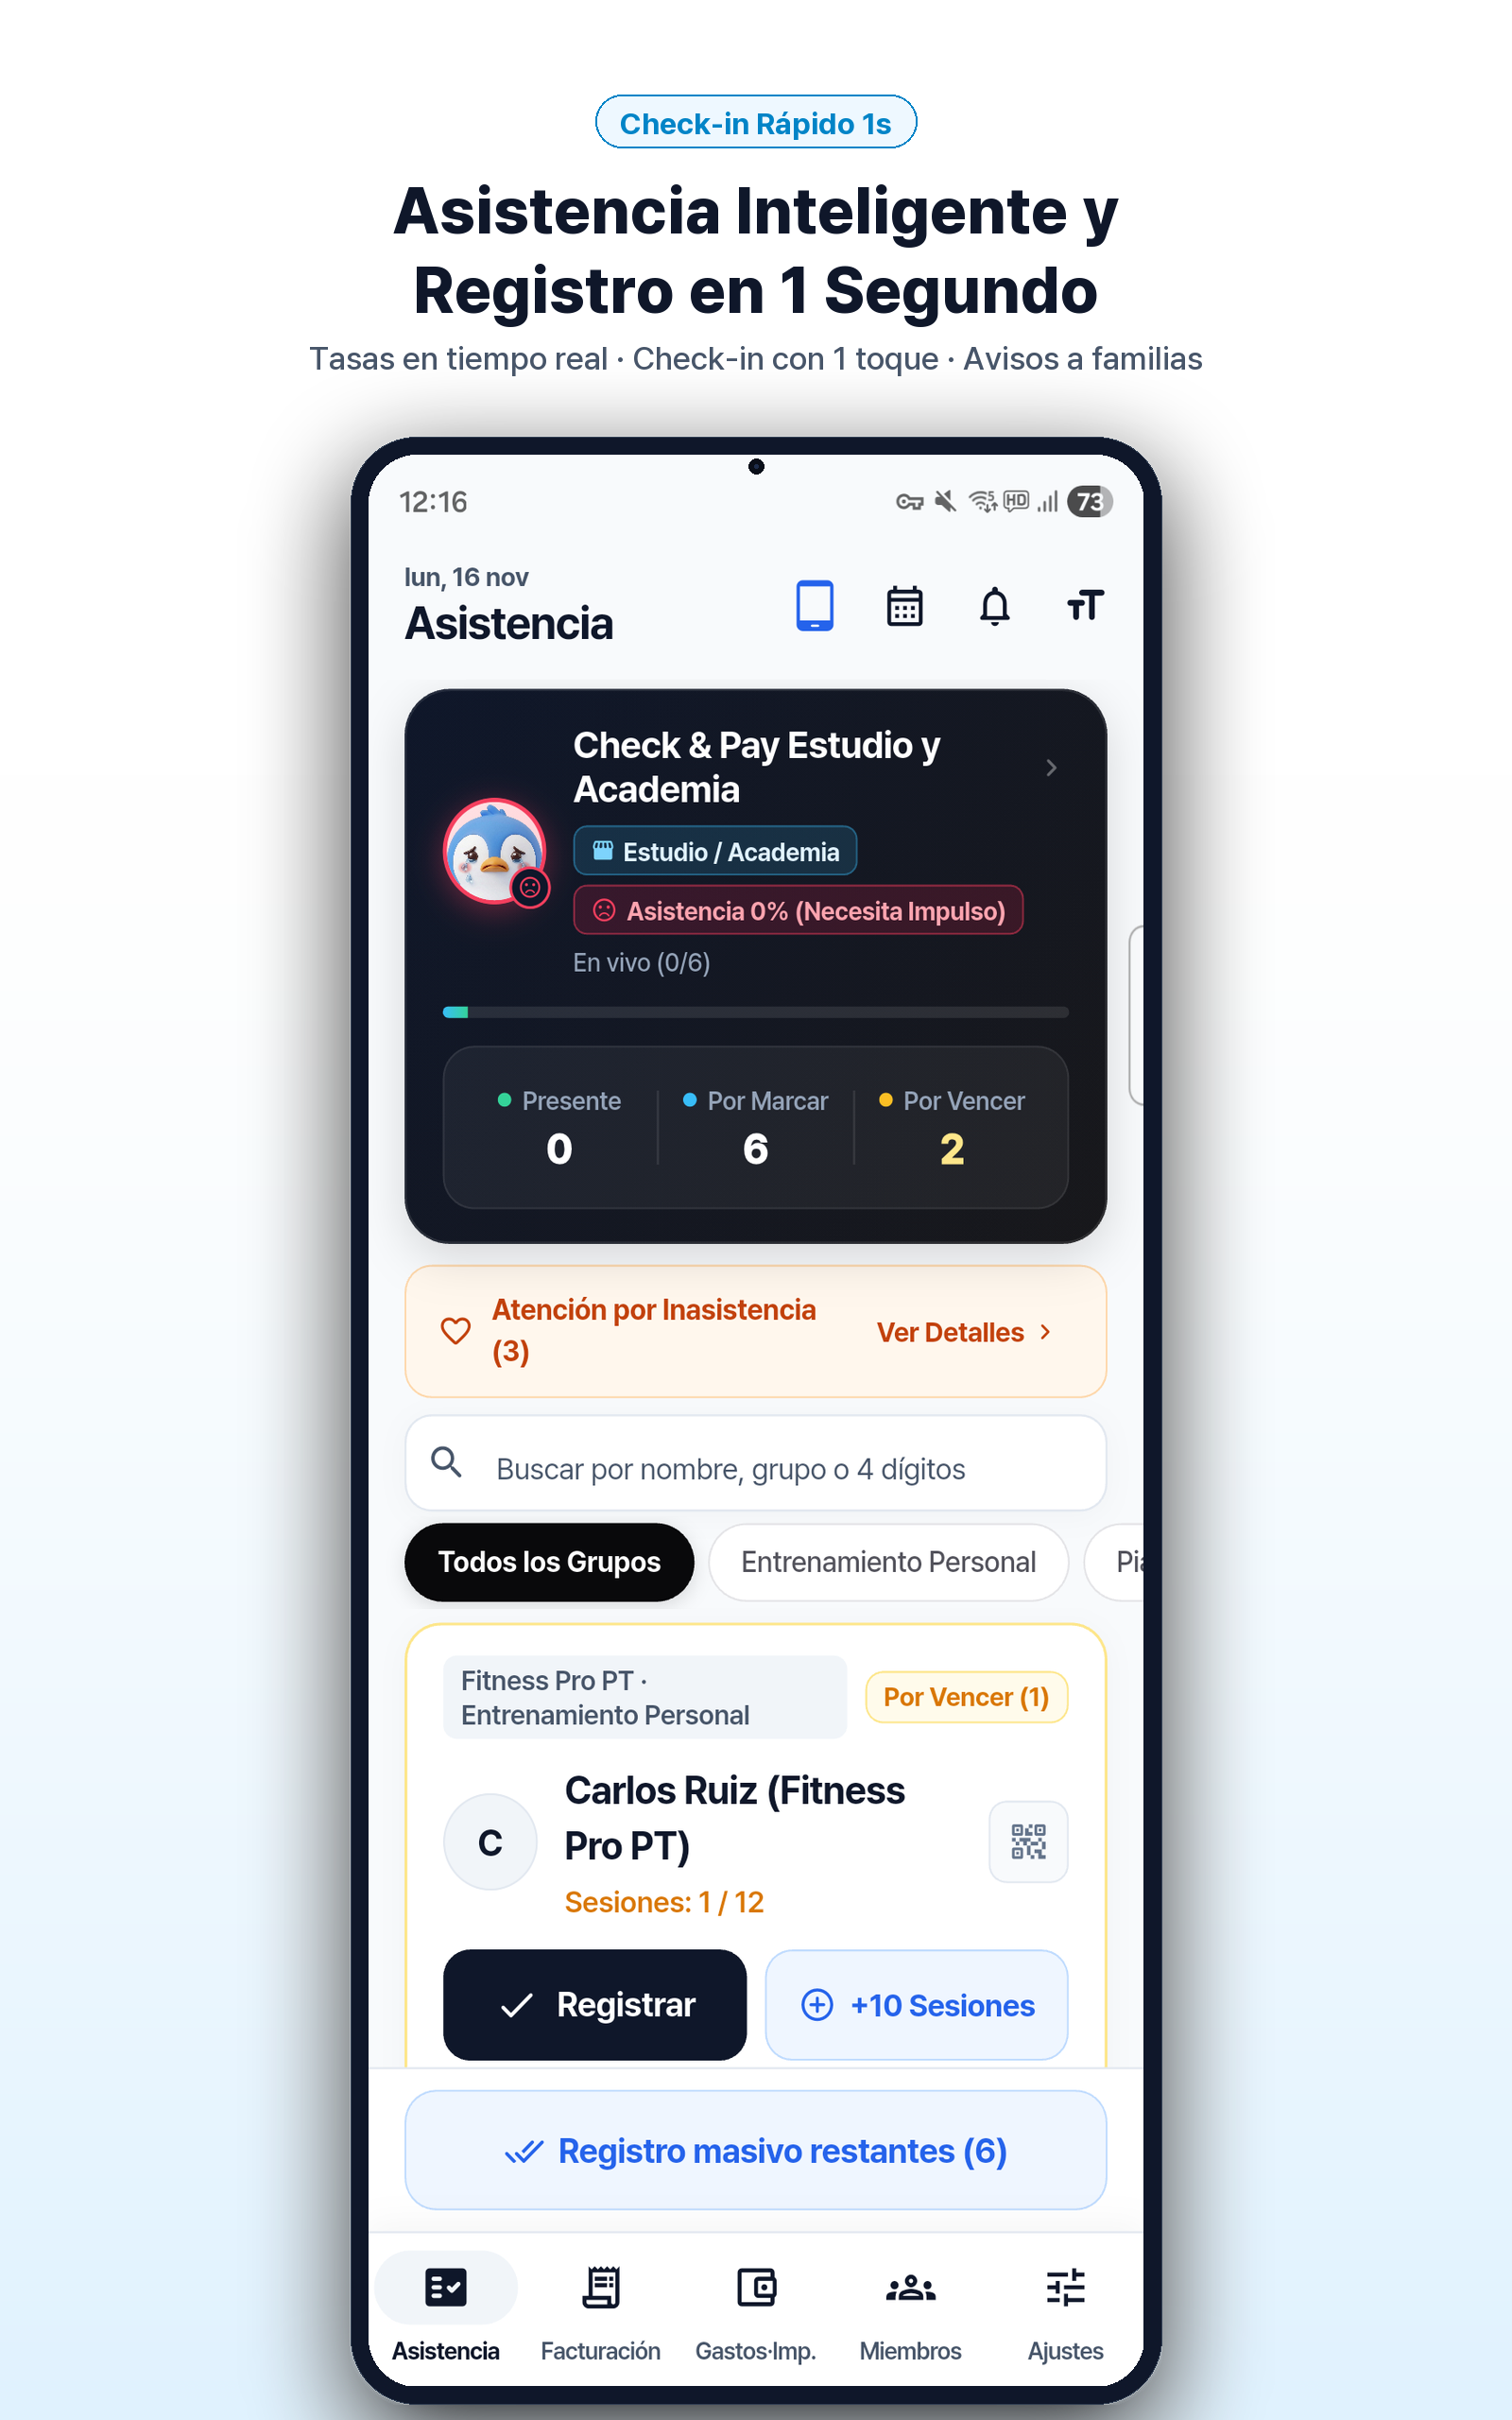 Check-in Rápido 1s
Asistencia Inteligente y
Registro en 1 Segundo
Tasas en tiempo real · Check-in con 1 toque · Avisos a familias
12:16
5
HD
73
lun, 16 nov
Asistencia
TT
Check & Pay Estudio y
Academia
Estudio / Academia
Asistencia 0% (Necesita Impulso)
En vivo (0/6)
Presente
Por Marcar
Por Vencer
0
6
2
Atención por Inasistencia
(3)
Ver Detalles
Buscar por nombre, grupo o 4 dígitos
Todos los Grupos
Entrenamiento Personal
Fitness Pro PT ·
Entrenamiento Personal
Por Vencer (1)
C
Carlos Ruiz (Fitness
Pro PT)
Sesiones: 1 / 12
Registrar
+10 Sesiones
Registro masivo restantes (6)
Asistencia
Facturación
Gastos·Imp.
Miembros
Ajustes